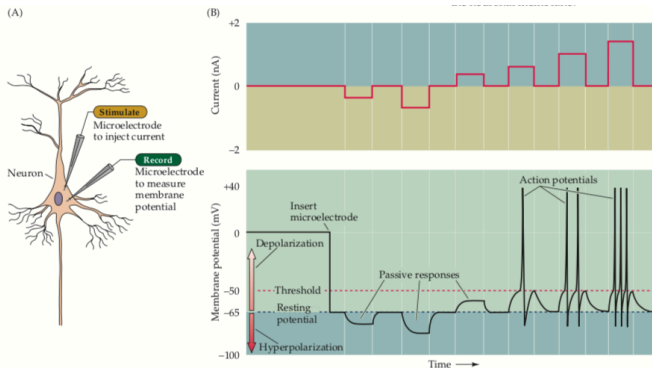 (A)
Stimulate
Microelectrode
to inject current
Record
Microelectrode
to measure
membrane
potential
Neuron
(B)
Current (nA)
+2
0
−2
Membrane potential (mV)
+40
0
−50
−65
−100
Insert
microelectrode
Action potentials
Depolarization
Passive responses
Threshold
Resting
potential
Hyperpolarization
Time